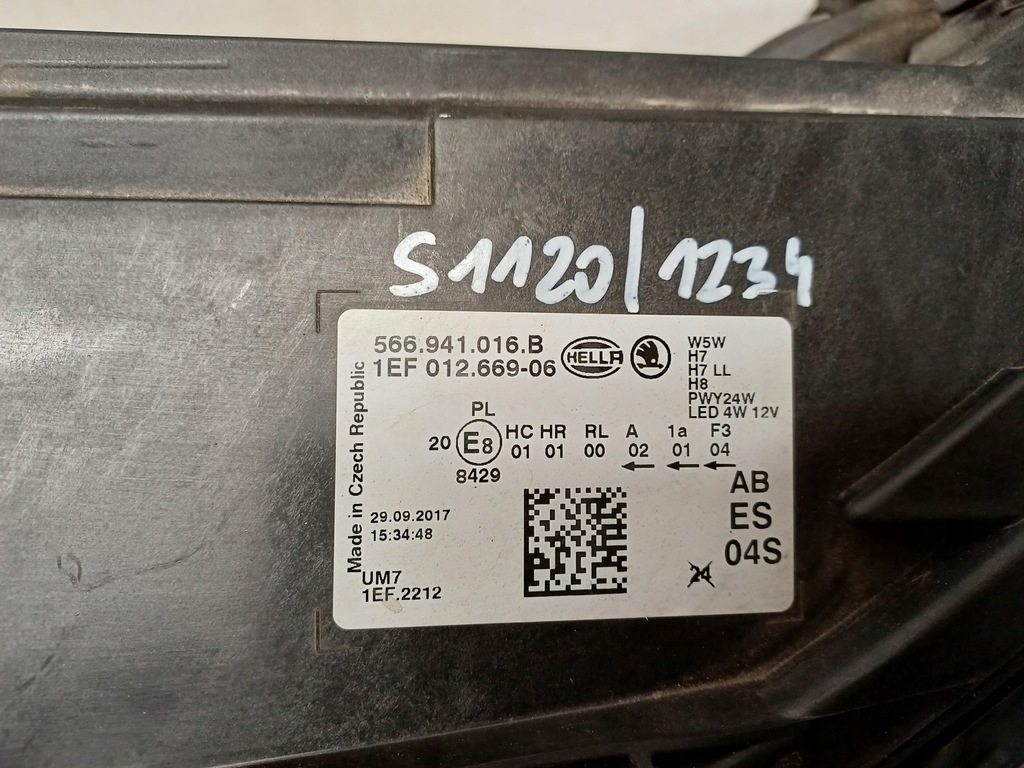 S1120/1234
566.941.016.B
1EF 012.669-06
HELLA
W5W
H7
H7 LL
H8
PWY24W
LED 4W 12V
Made in Czech Republic
PL
20 E8 HC HR RL A 1a F3
01 01 00 02 01 04
8429
← ← ←
29.09.2017
15:34:48
AB
ES
04S
UM7
1EF.2212
24